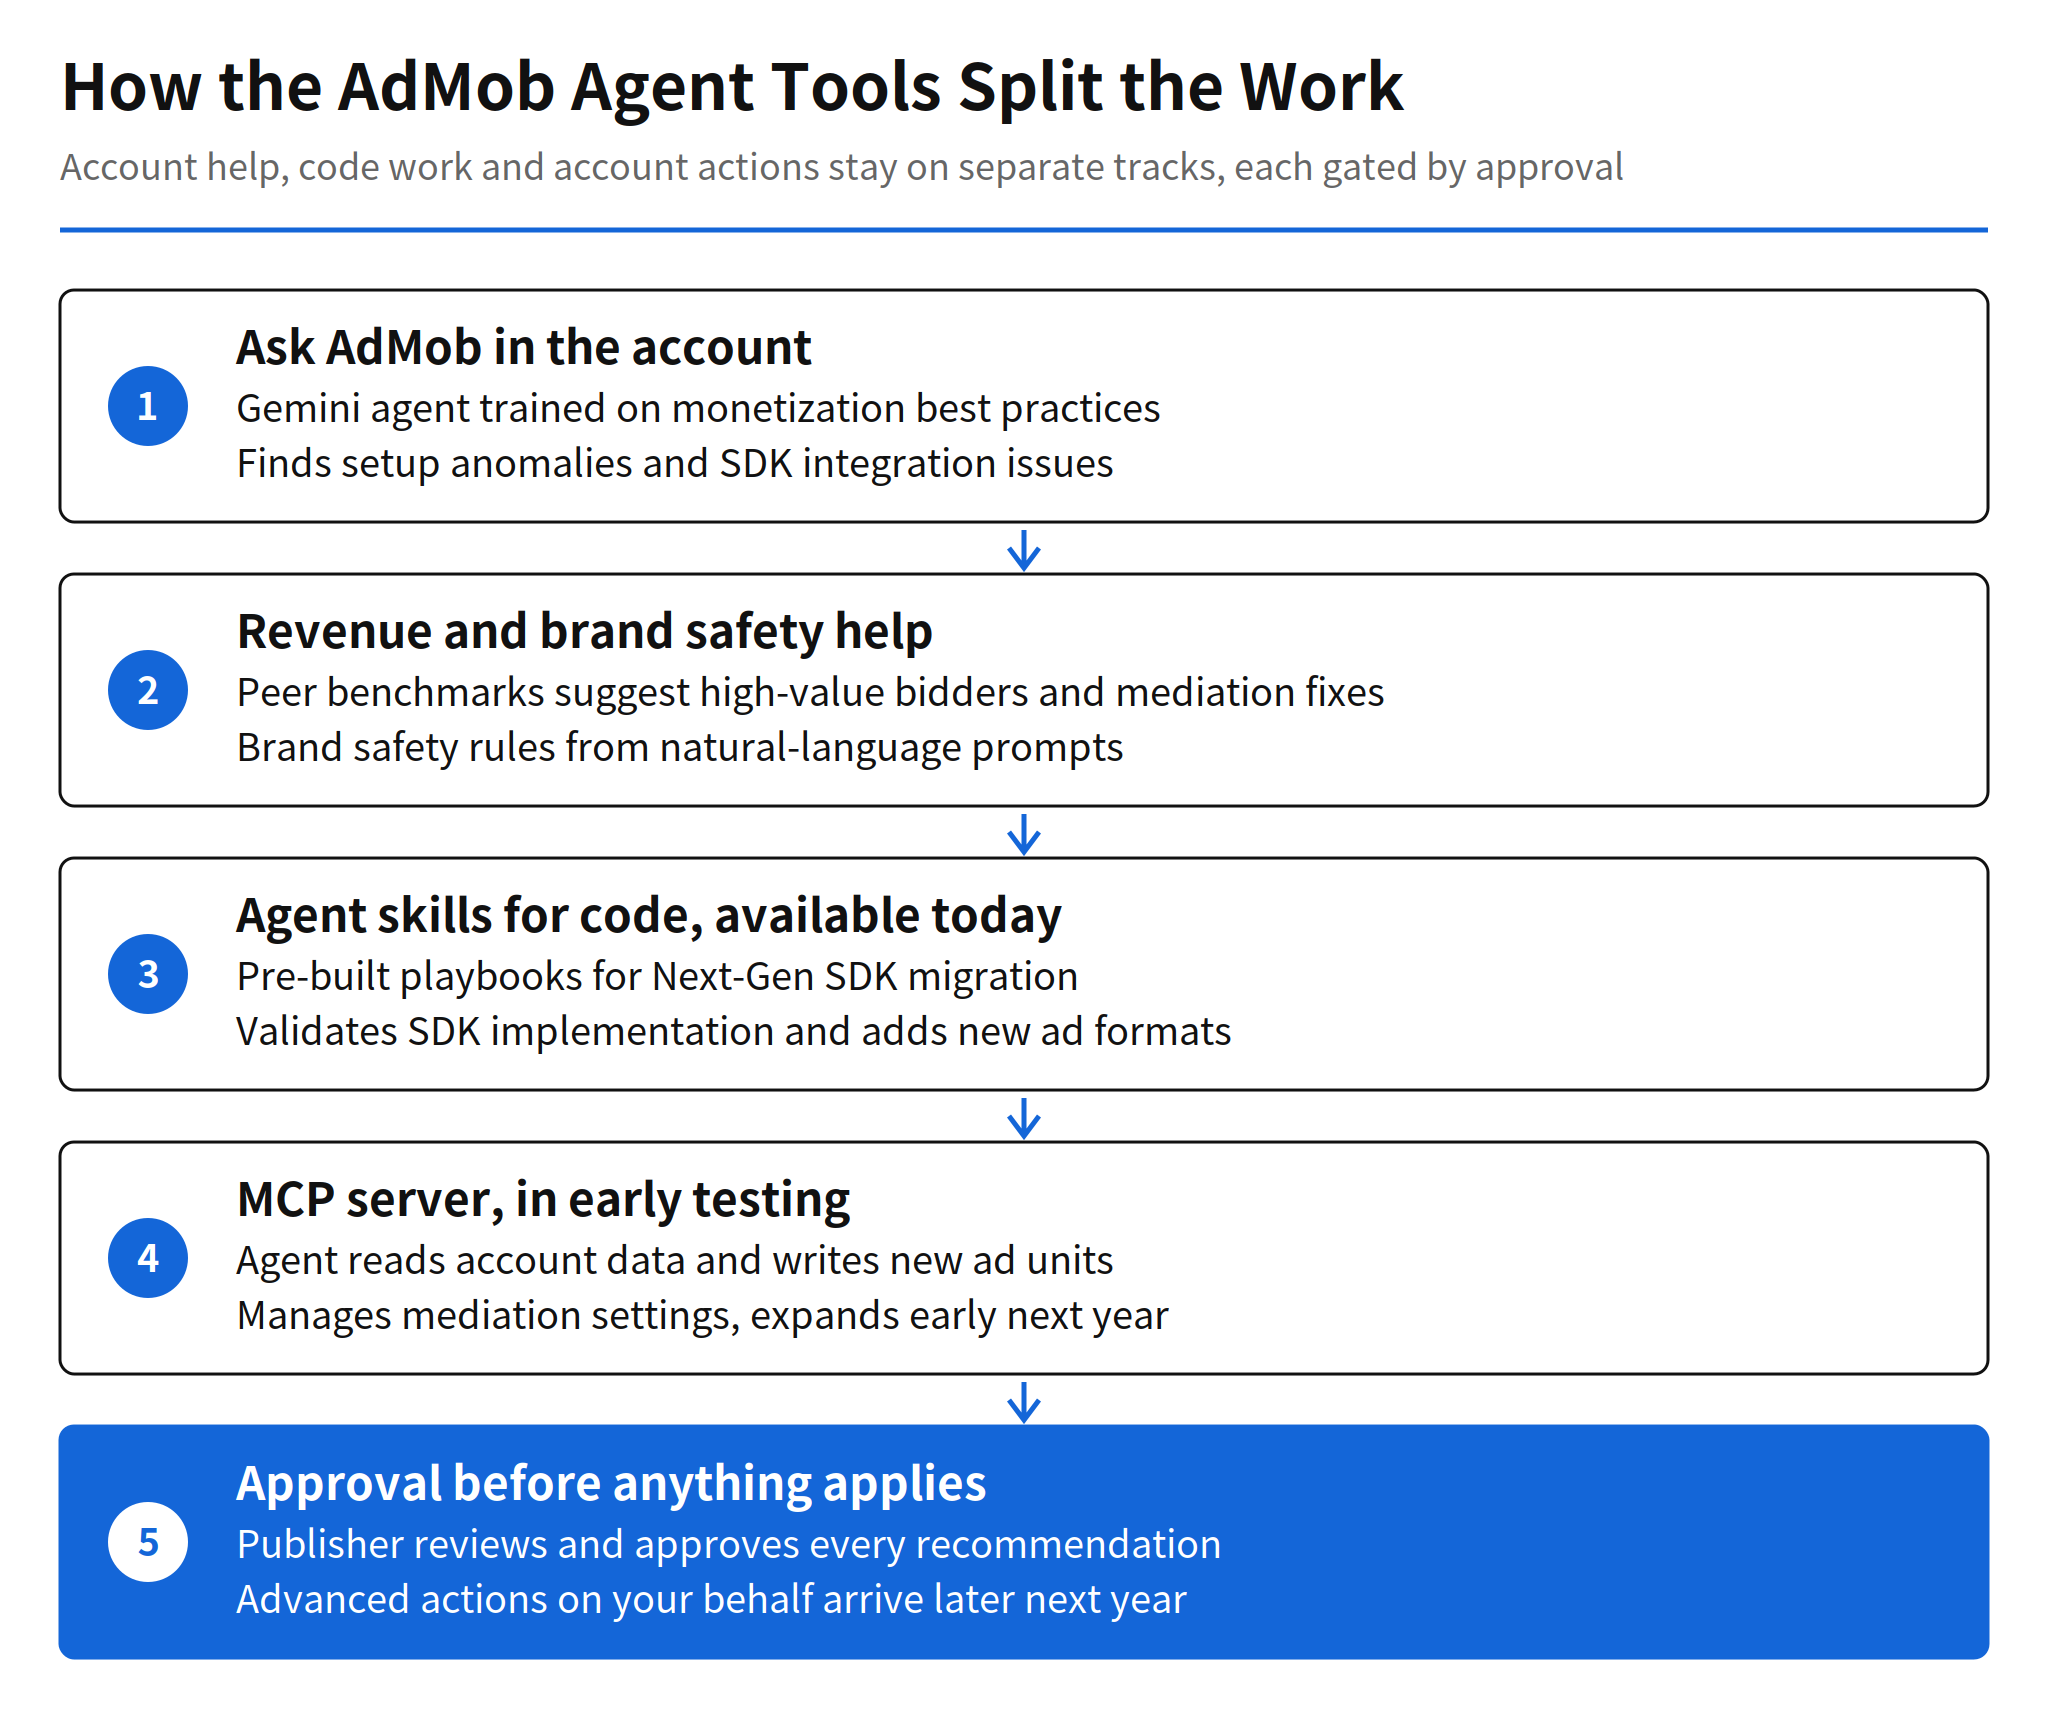 How the AdMob Agent Tools Split the Work
Account help, code work and account actions stay on separate tracks, each gated by approval
1
Ask AdMob in the account
Gemini agent trained on monetization best practices
Finds setup anomalies and SDK integration issues
2
Revenue and brand safety help
Peer benchmarks suggest high-value bidders and mediation fixes
Brand safety rules from natural-language prompts
3
Agent skills for code, available today
Pre-built playbooks for Next-Gen SDK migration
Validates SDK implementation and adds new ad formats
4
MCP server, in early testing
Agent reads account data and writes new ad units
Manages mediation settings, expands early next year
5
Approval before anything applies
Publisher reviews and approves every recommendation
Advanced actions on your behalf arrive later next year